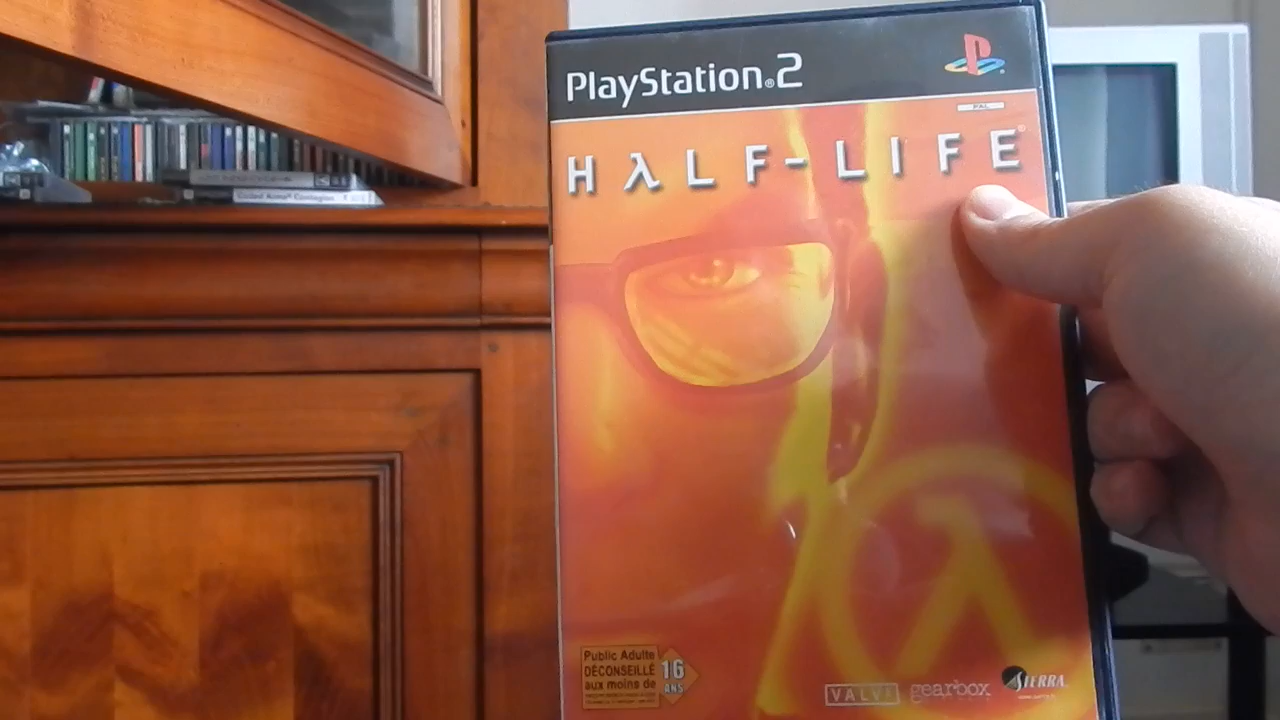 PlayStation®2
PAL
HλLF-LIFE®
Public Adulte
DÉCONSEILLÉ
aux moins de
16
ANS
VALVE
gearbox
SIERRA